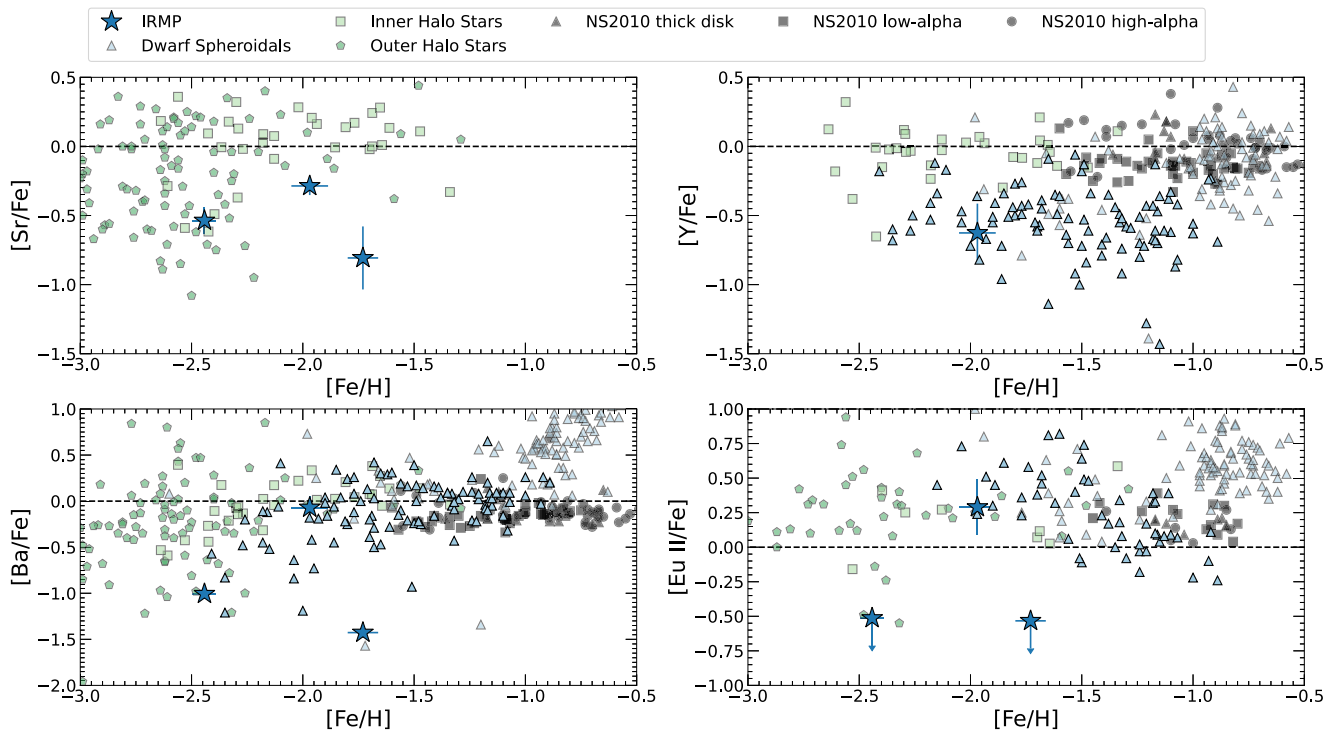 IRMP Inner Halo Stars NS2010 thick disk NS2010 low-alpha NS2010 high-alpha
Dwarf Spheroidals Outer Halo Stars
0.5
0.0
−0.5
−1.0
−1.5
[Sr/Fe]
−3.0 −2.5 −2.0 −1.5 −1.0 −0.5
[Fe/H]
0.5
0.0
−0.5
−1.0
−1.5
[Y/Fe]
−3.0 −2.5 −2.0 −1.5 −1.0 −0.5
[Fe/H]
1.0
0.5
0.0
−0.5
−1.0
−1.5
−2.0
[Ba/Fe]
−3.0 −2.5 −2.0 −1.5 −1.0 −0.5
[Fe/H]
1.00
0.75
0.50
0.25
0.00
−0.25
−0.50
−0.75
−1.00
[Eu II/Fe]
−3.0 −2.5 −2.0 −1.5 −1.0 −0.5
[Fe/H]